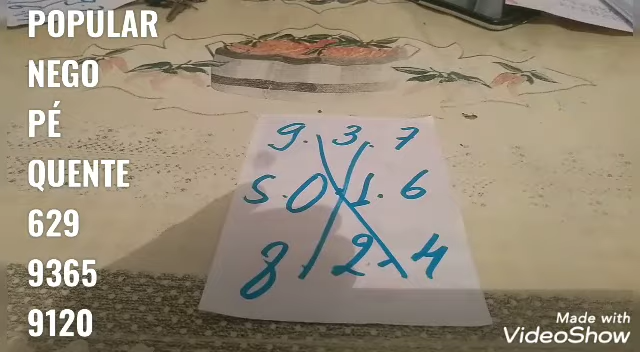 POPULAR
NEGO
PÉ
QUENTE
629
9365
9120
9. 3. 7
5. 0 1. 6
8 2 4
Made with
VideoShow